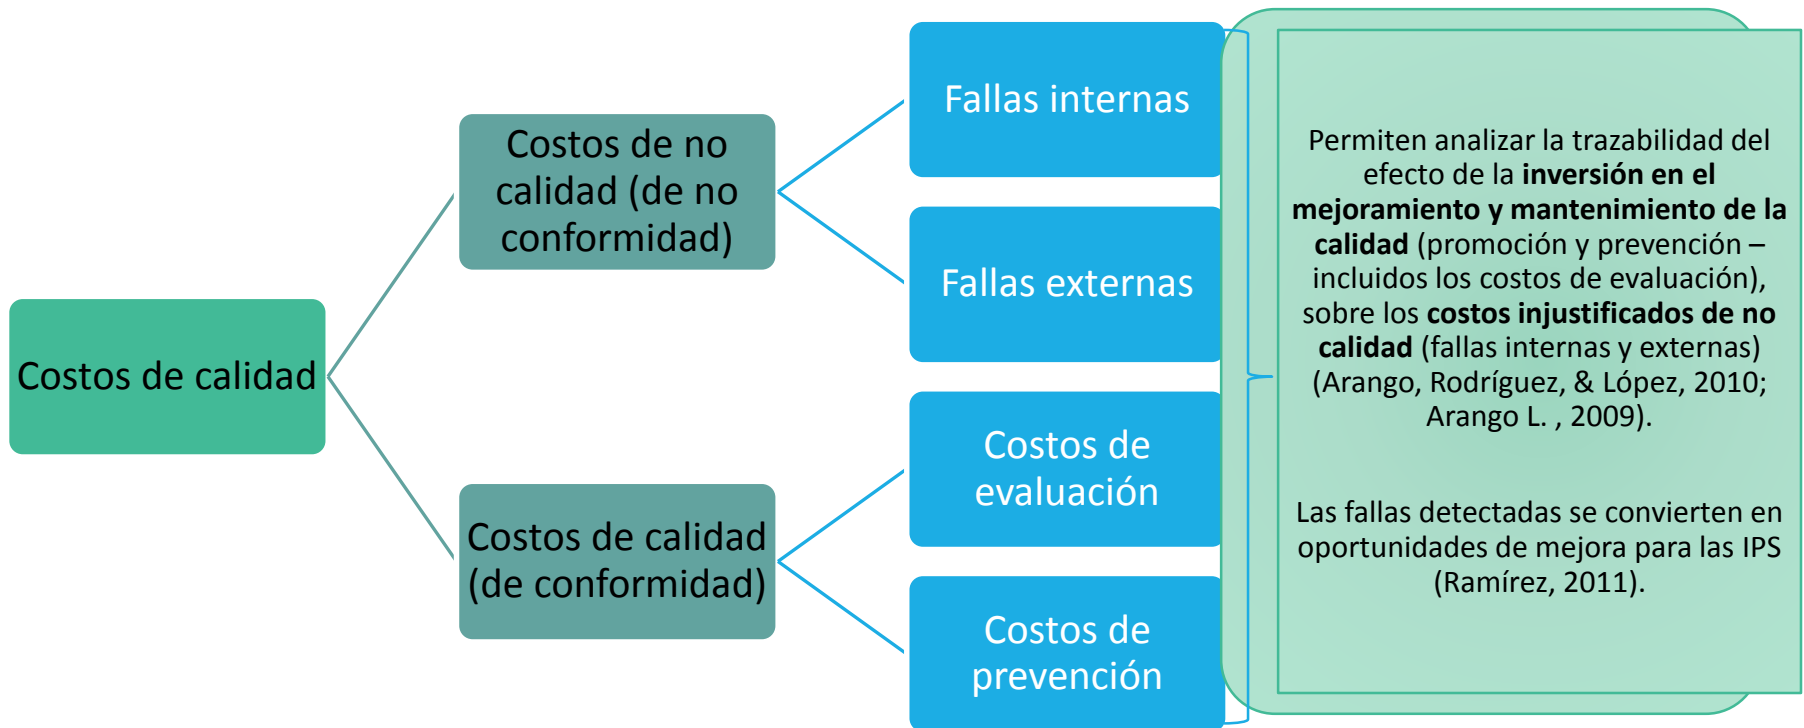 Costos de calidad
Costos de no
calidad (de no
conformidad)
Costos de calidad
(de conformidad)
Fallas internas
Fallas externas
Costos de
evaluación
Costos de
prevención
Permiten analizar la trazabilidad del
efecto de la inversión en el
mejoramiento y mantenimiento de la
calidad (promoción y prevención –
incluidos los costos de evaluación),
sobre los costos injustificados de no
calidad (fallas internas y externas)
(Arango, Rodríguez, & López, 2010;
Arango L. , 2009).
Las fallas detectadas se convierten en
oportunidades de mejora para las IPS
(Ramírez, 2011).